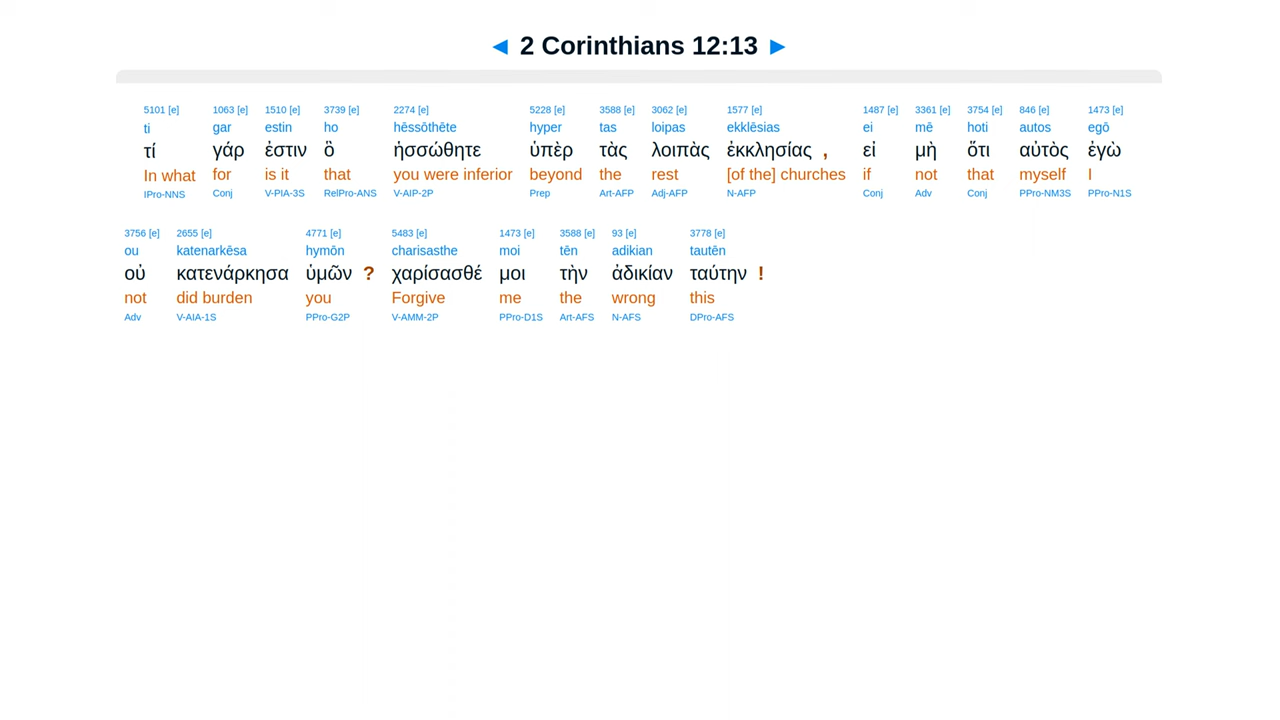 ◄ 2 Corinthians 12:13 ►
5101 [e] 1063 [e] 1510 [e] 3739 [e] 2274 [e] 5228 [e] 3588 [e] 3062 [e] 1577 [e] 1487 [e] 3361 [e] 3754 [e] 846 [e] 1473 [e]
ti gar estin ho hēssōthēte hyper tas loipas ekklēsias ei mē hoti autos egō
τί γάρ ἐστιν ὃ ἡσσώθητε ὑπὲρ τὰς λοιπὰς ἐκκλησίας , εἰ μὴ ὅτι αὐτὸς ἐγὼ
In what for is it that you were inferior beyond the rest [of the] churches if not that myself I
IPro-NNS Conj V-PIA-3S RelPro-ANS V-AIP-2P Prep Art-AFP Adj-AFP N-AFP Conj Adv Conj PPro-NM3S PPro-N1S
3756 [e] 2655 [e] 4771 [e] 5483 [e] 1473 [e] 3588 [e] 93 [e] 3778 [e]
ou katenarkēsa hymōn charisasthe moi tēn adikian tautēn
οὐ κατενάρκησα ὑμῶν ? χαρίσασθέ μοι τὴν ἀδικίαν ταύτην !
not did burden you Forgive me the wrong this
Adv V-AIA-1S PPro-G2P V-AMM-2P PPro-D1S Art-AFS N-AFS DPro-AFS